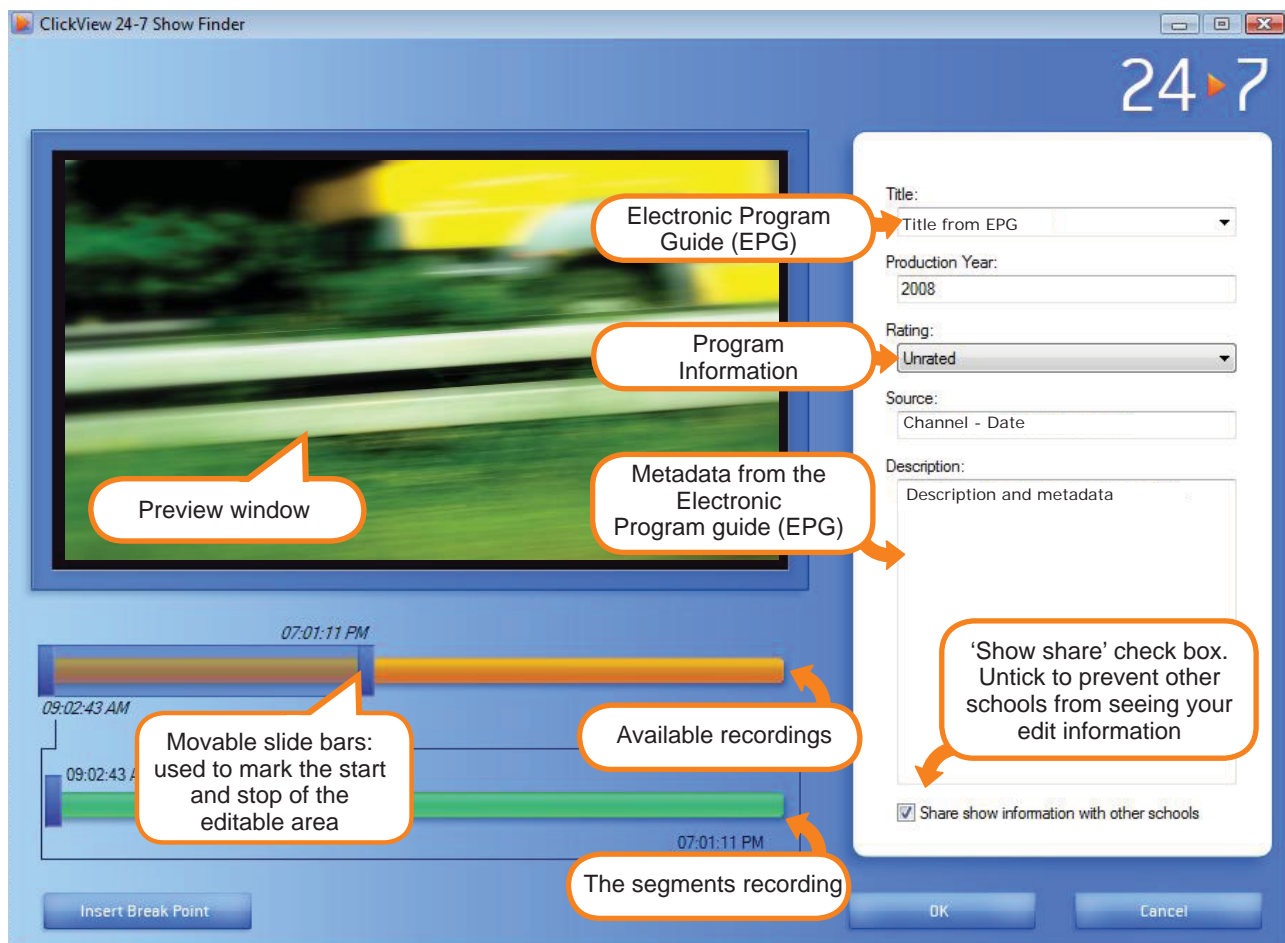 ClickView 24-7 Show Finder
24 7
Title:
Electronic Program
Guide (EPG)
Title from EPG
Production Year:
2008
Rating:
Program
Information
Unrated
Source:
Channel - Date
Description:
Metadata from the
Electronic
Program guide (EPG)
Description and metadata
Preview window
07:01:11 PM
'Show share' check box.
Untick to prevent other
schools from seeing your
edit information
09:02:43 AM
Available recordings
Movable slide bars:
used to mark the start
and stop of the
editable area
09:02:43
Share show information with other schools
07:01:11 PM
The segments recording
Insert Break Point
OK
Cancel